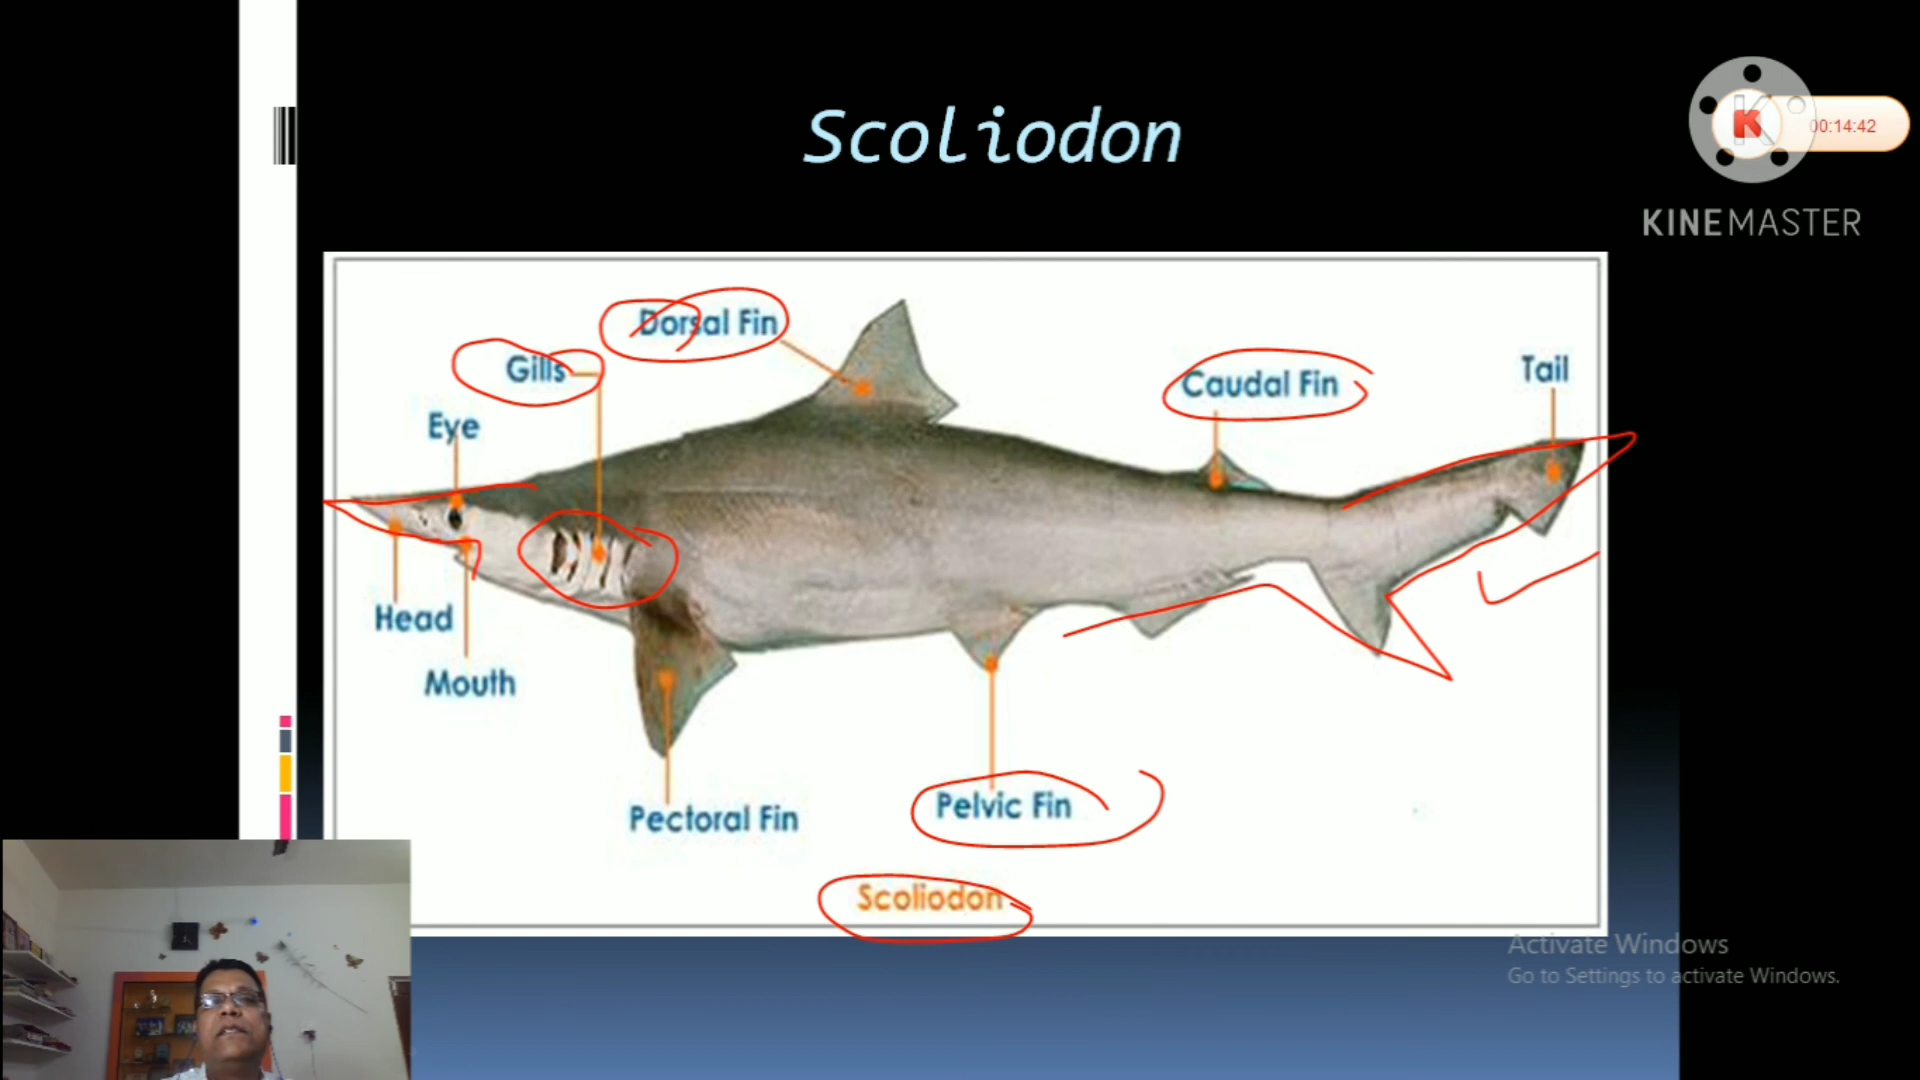 Scoliodon
K
00:14:42
KINEMASTER
Dorsal Fin
Gills
Caudal Fin
Tail
Eye
Head
Mouth
Pectoral Fin
Pelvic Fin
Scoliodon
Activate Windows
Go to Settings to activate Windows.